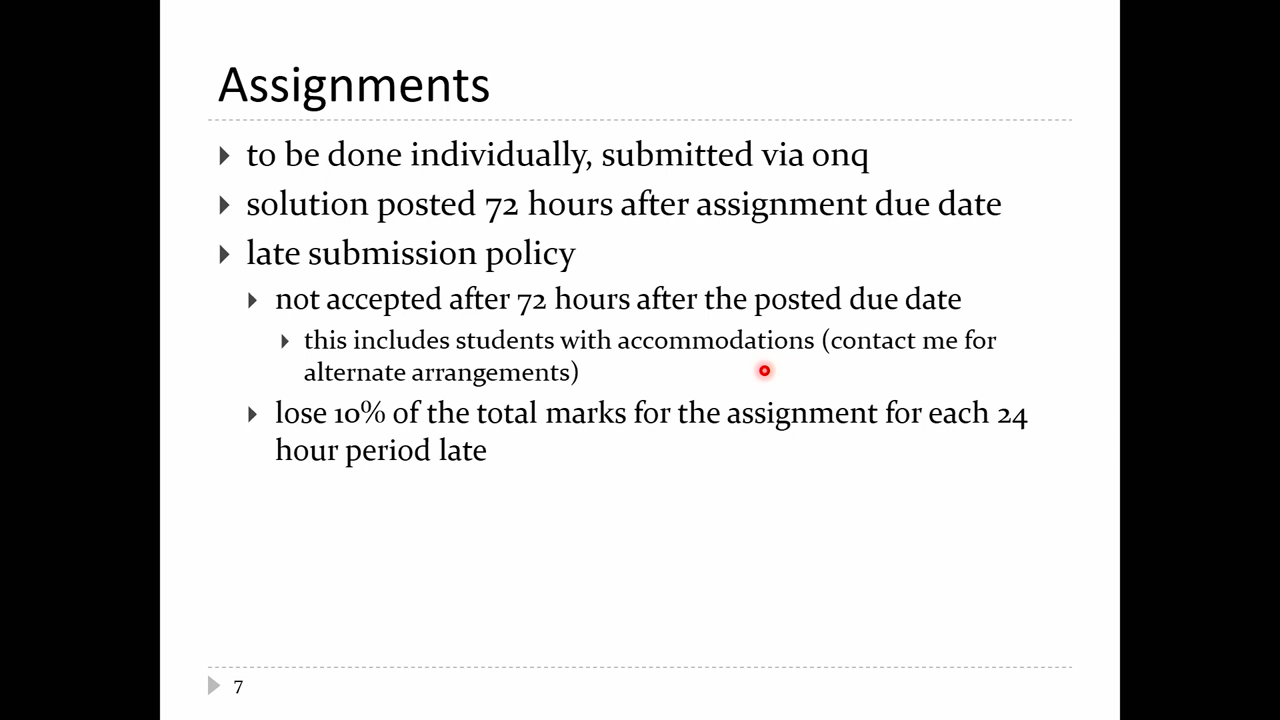 Assignments
to be done individually, submitted via onq
solution posted 72 hours after assignment due date
late submission policy
not accepted after 72 hours after the posted due date
this includes students with accommodations (contact me for
alternate arrangements)
lose 10% of the total marks for the assignment for each 24
hour period late
7